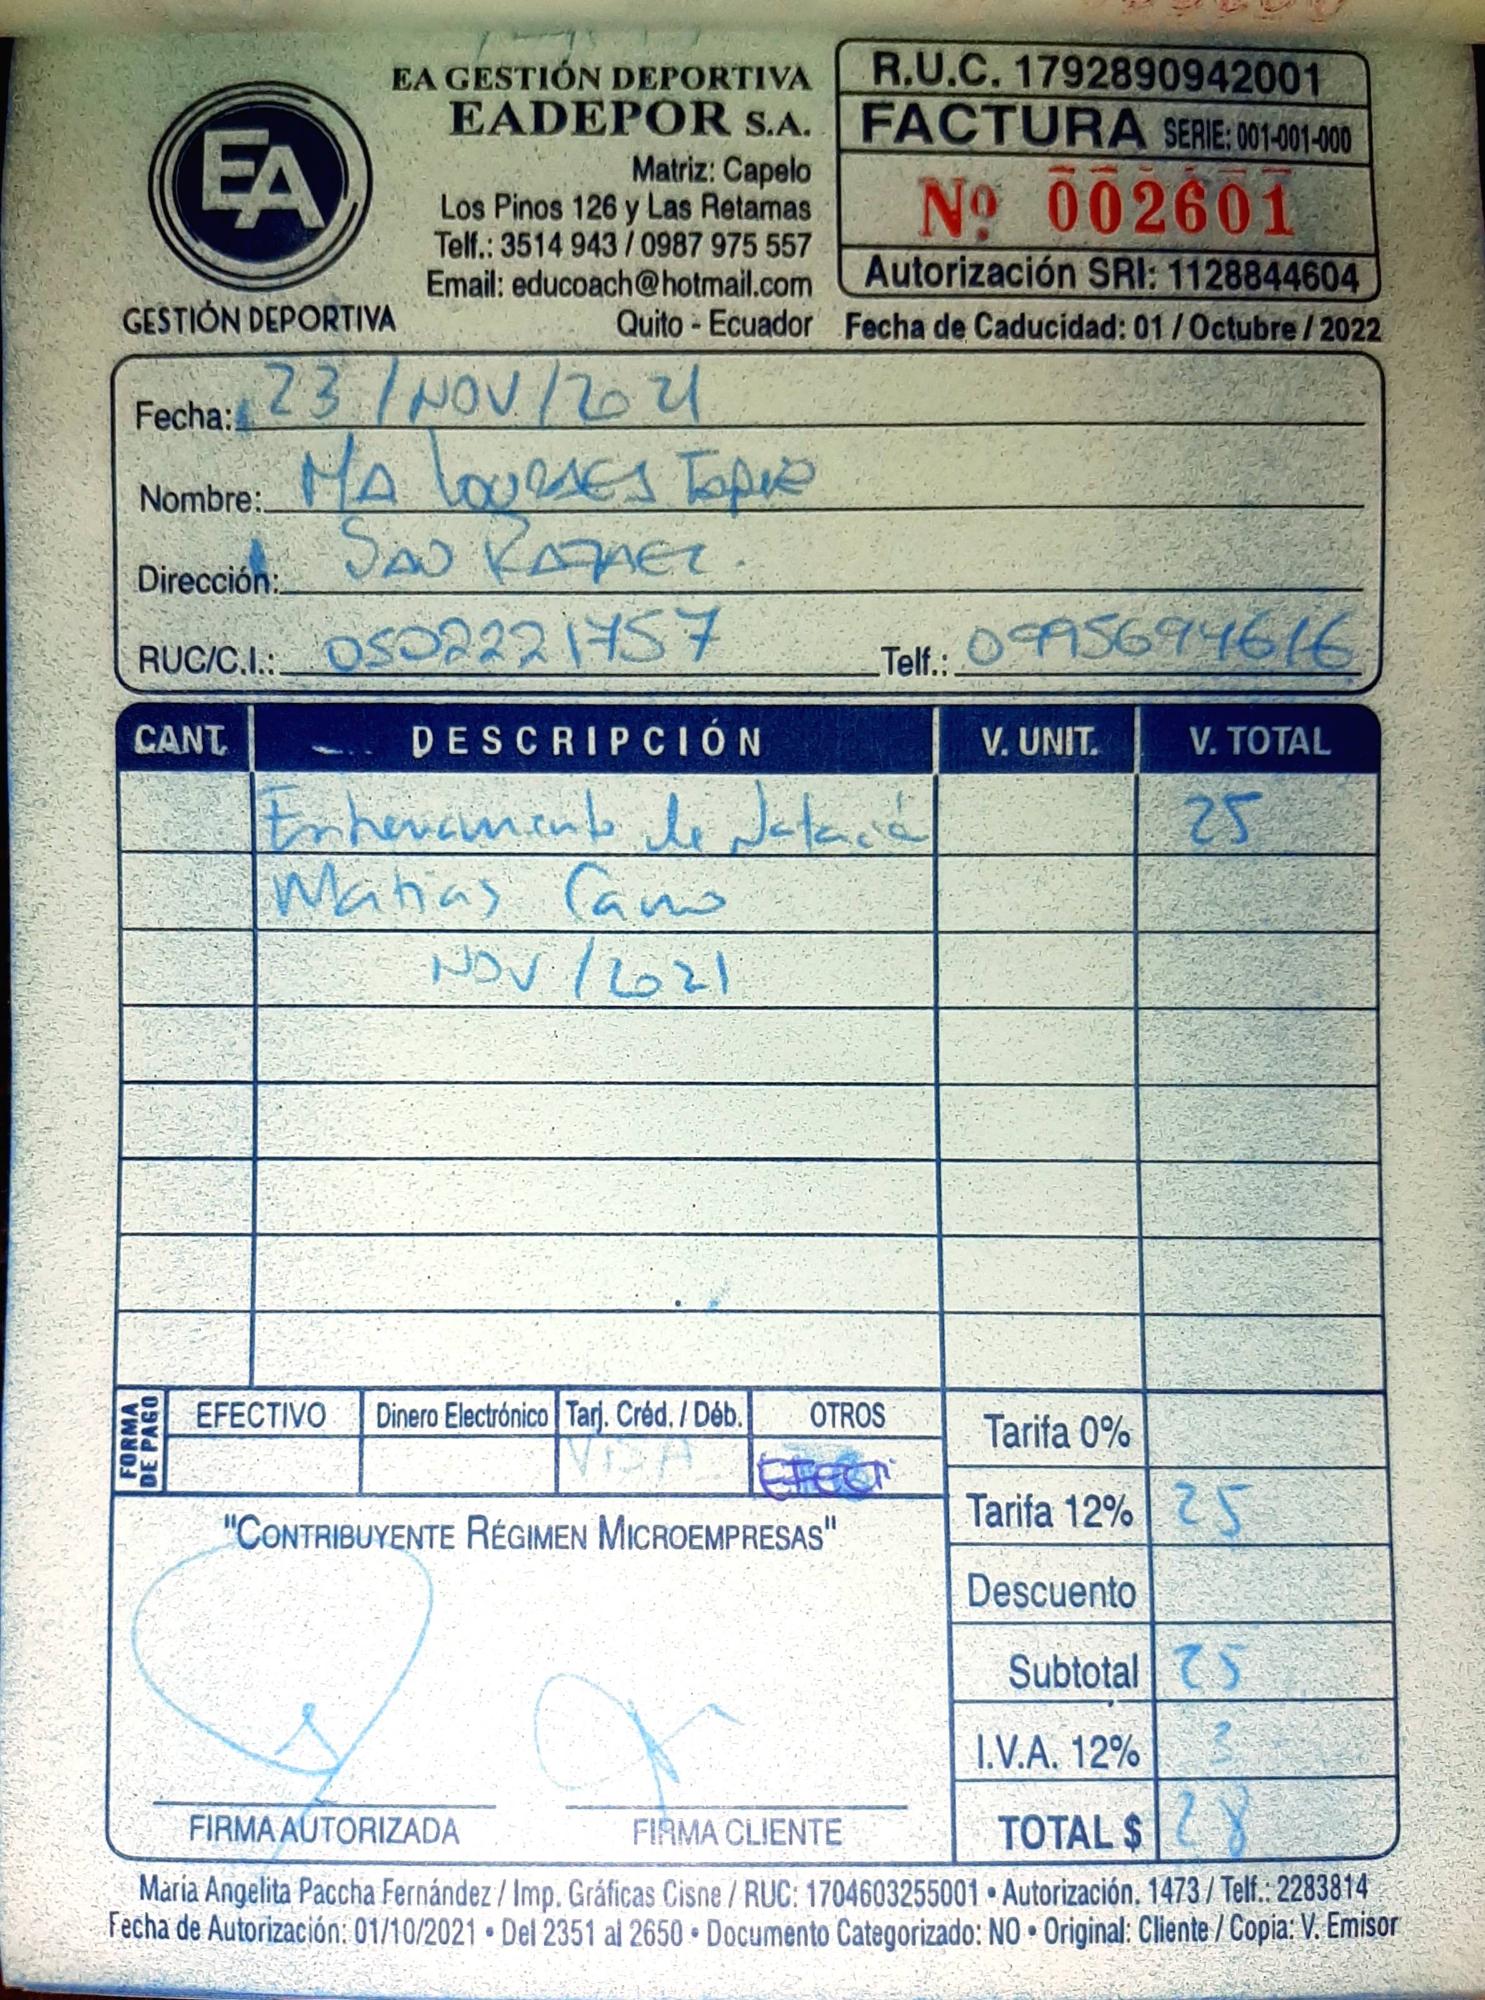 EA GESTIÓN DEPORTIVA
EADEPOR S.A.
Matriz: Capelo
Los Pinos 126 y Las Retamas
Telf.: 3514 943 / 0987 975 557
Email: educoach@hotmail.com
Quito - Ecuador
EA
GESTIÓN DEPORTIVA
R.U.C. 1792890942001
FACTURA SERIE: 001-001-000
Nº 002601
Autorización SRI: 1128844604
Fecha de Caducidad: 01 / Octubre / 2022
Fecha: 23 / NOV / 2021
Nombre: MA LOURDES Tapia
Dirección: SAN RAFAEL.
RUC/C.I.: 0502221757 Telf.: 0995694616
CANT. DESCRIPCIÓN V. UNIT. V. TOTAL
Entrenamiento de Natación 25
Matias Cano
NOV / 2021
FORMA DE PAGO
EFECTIVO Dinero Electrónico Tarj. Créd. / Déb. OTROS
VISA EFECTI
Tarifa 0%
Tarifa 12% 25
Descuento
Subtotal 25
I.V.A. 12% 3
TOTAL $ 28
"CONTRIBUYENTE RÉGIMEN MICROEMPRESAS"
FIRMA AUTORIZADA FIRMA CLIENTE
María Angelita Paccha Fernández / Imp. Gráficas Cisne / RUC: 1704603255001 • Autorización. 1473 / Telf.: 2283814
Fecha de Autorización: 01/10/2021 • Del 2351 al 2650 • Documento Categorizado: NO • Original: Cliente / Copia: V. Emisor